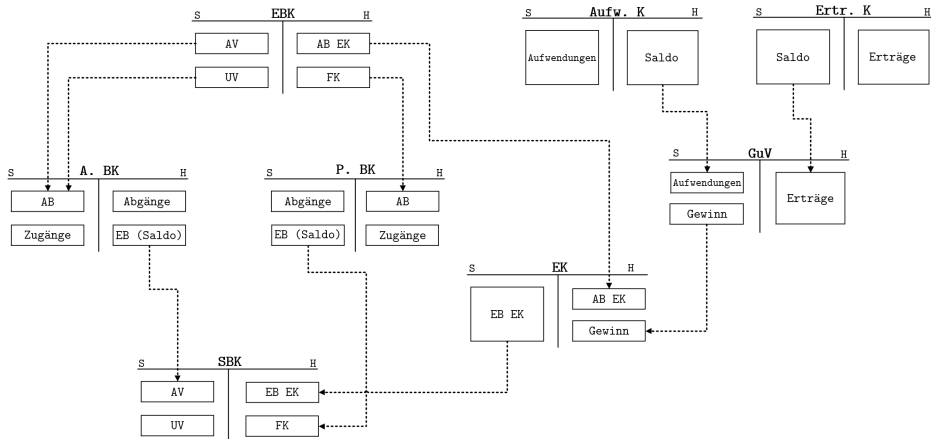 S EBK H
AV AB EK
UV FK
S Aufw. K H
Aufwendungen Saldo
S Ertr. K H
Saldo Erträge
S A. BK H
AB Abgänge
Zugänge EB (Saldo)
S P. BK H
Abgänge AB
EB (Saldo) Zugänge
S GuV H
Aufwendungen Erträge
Gewinn
S EK H
EB EK AB EK
Gewinn
S SBK H
AV EB EK
UV FK